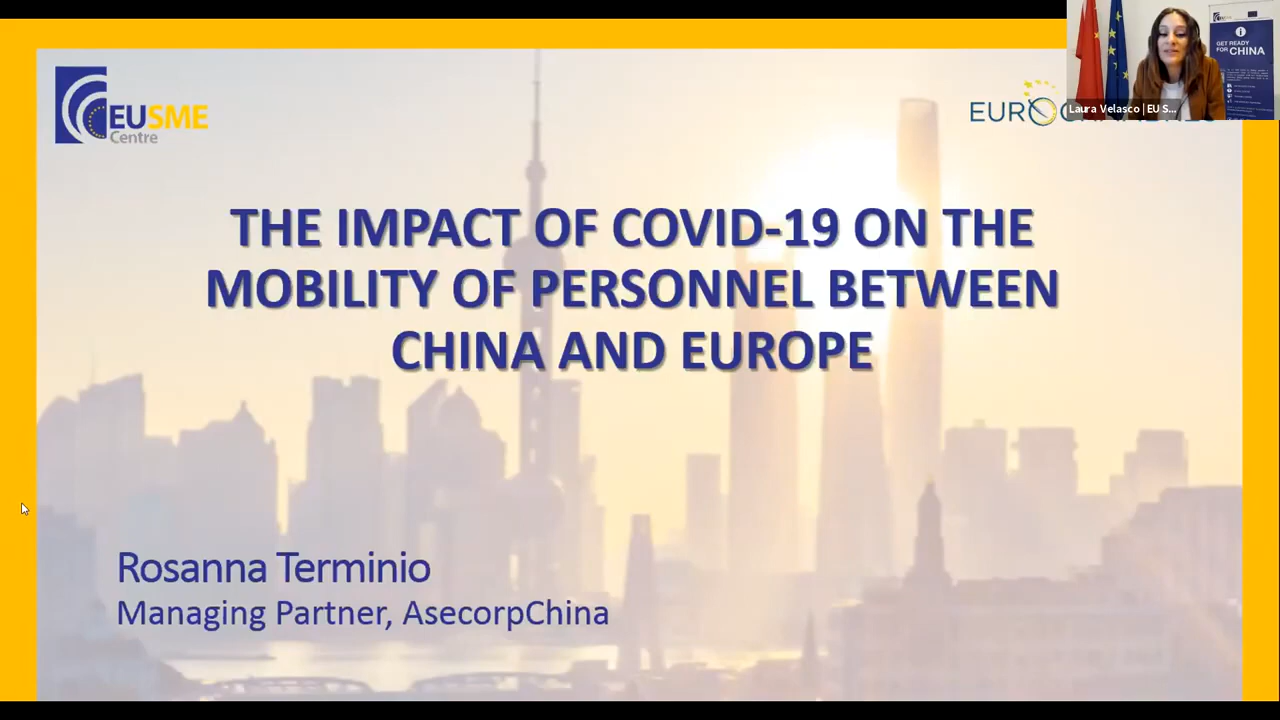 EUSME
Centre
EUR
Laura Velasco | EU S...
GET READY
FOR CHINA
THE IMPACT OF COVID-19 ON THE
MOBILITY OF PERSONNEL BETWEEN
CHINA AND EUROPE
Rosanna Terminio
Managing Partner, AsecorpChina